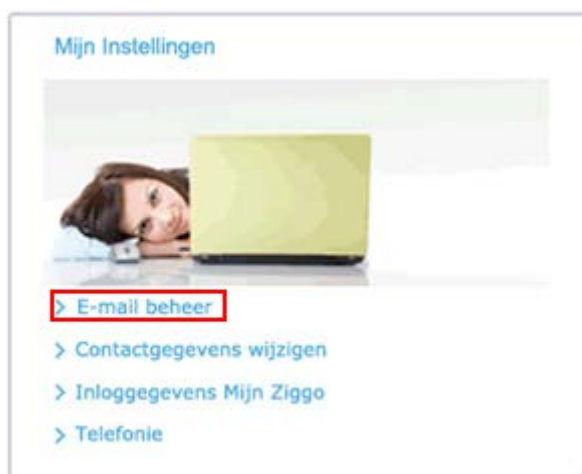 Mijn Instellingen
> E-mail beheer
> Contactgegevens wijzigen
> Inloggegevens Mijn Ziggo
> Telefonie